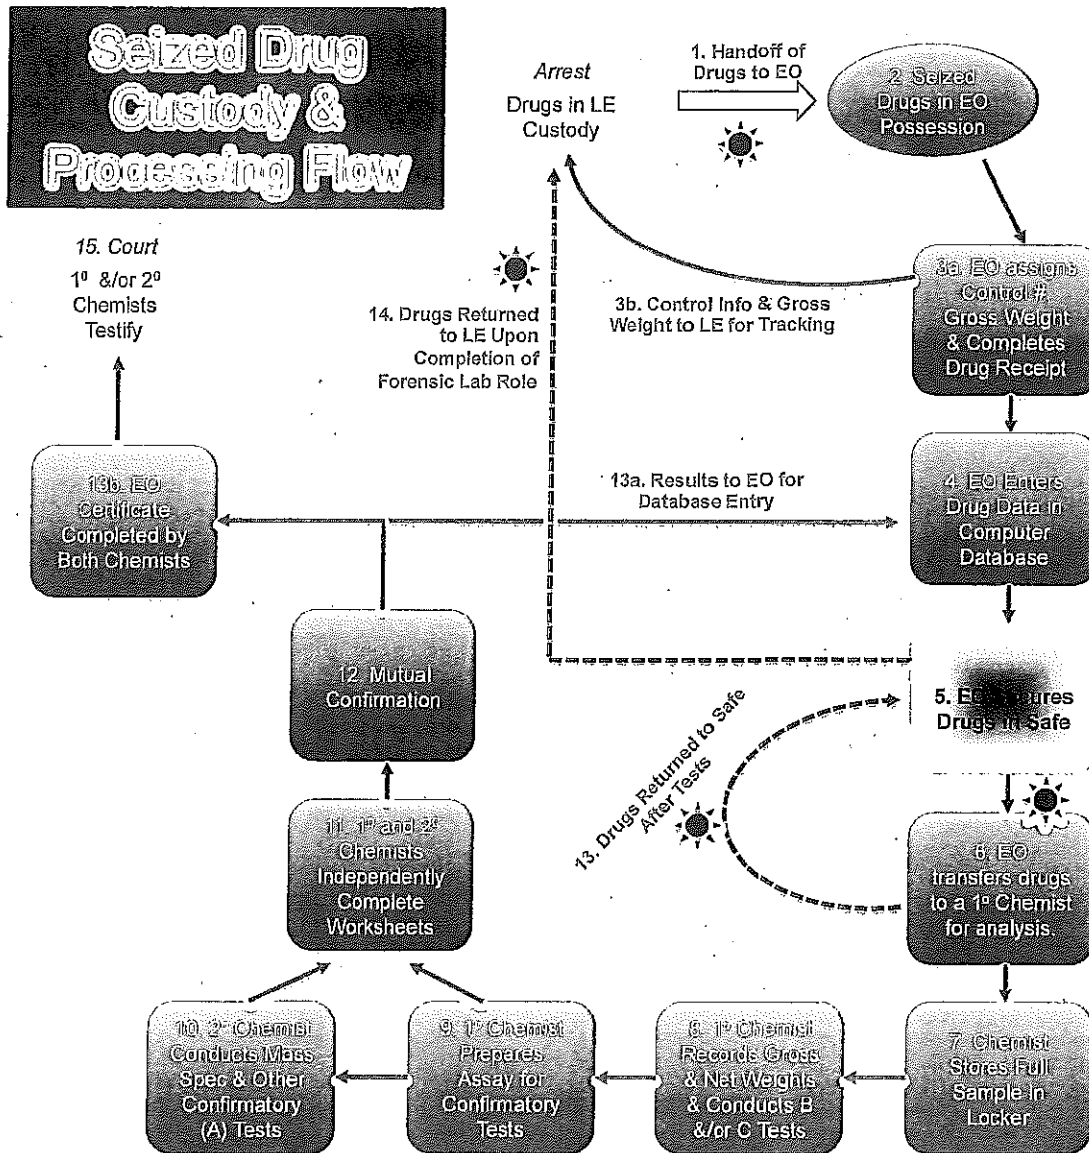 Seized Drug
Custody &
Processing Flow
Arrest
Drugs in LE
Custody
1. Handoff of
Drugs to EO
2. Seized
Drugs in EO
Possession
3a. EO assigns
Control #
Gross Weight
& Completes
Drug Receipt
3b. Control Info & Gross
Weight to LE for Tracking
4. EO Enters
Drug Data in
Computer
Database
5. EO Secures
Drugs in Safe
6. EO
transfers drugs
to a 1º Chemist
for analysis.
7. Chemist
Stores Full
Sample in
Locker
8. 1º Chemist
Records Gross
& Net Weights
& Conducts B
&/or C Tests
9. 1º Chemist
Prepares
Assay for
Confirmatory
Tests
10. 2º Chemist
Conducts Mass
Spec & Other
Confirmatory
(A) Tests
11. 1º and 2º
Chemists
Independently
Complete
Worksheets
12. Mutual
Confirmation
13. Drugs Returned to Safe
After Tests
13a. Results to EO for
Database Entry
13b. EO
Certificate
Completed by
Both Chemists
14. Drugs Returned
to LE Upon
Completion of
Forensic Lab Role
15. Court
1º &/or 2º
Chemists
Testify